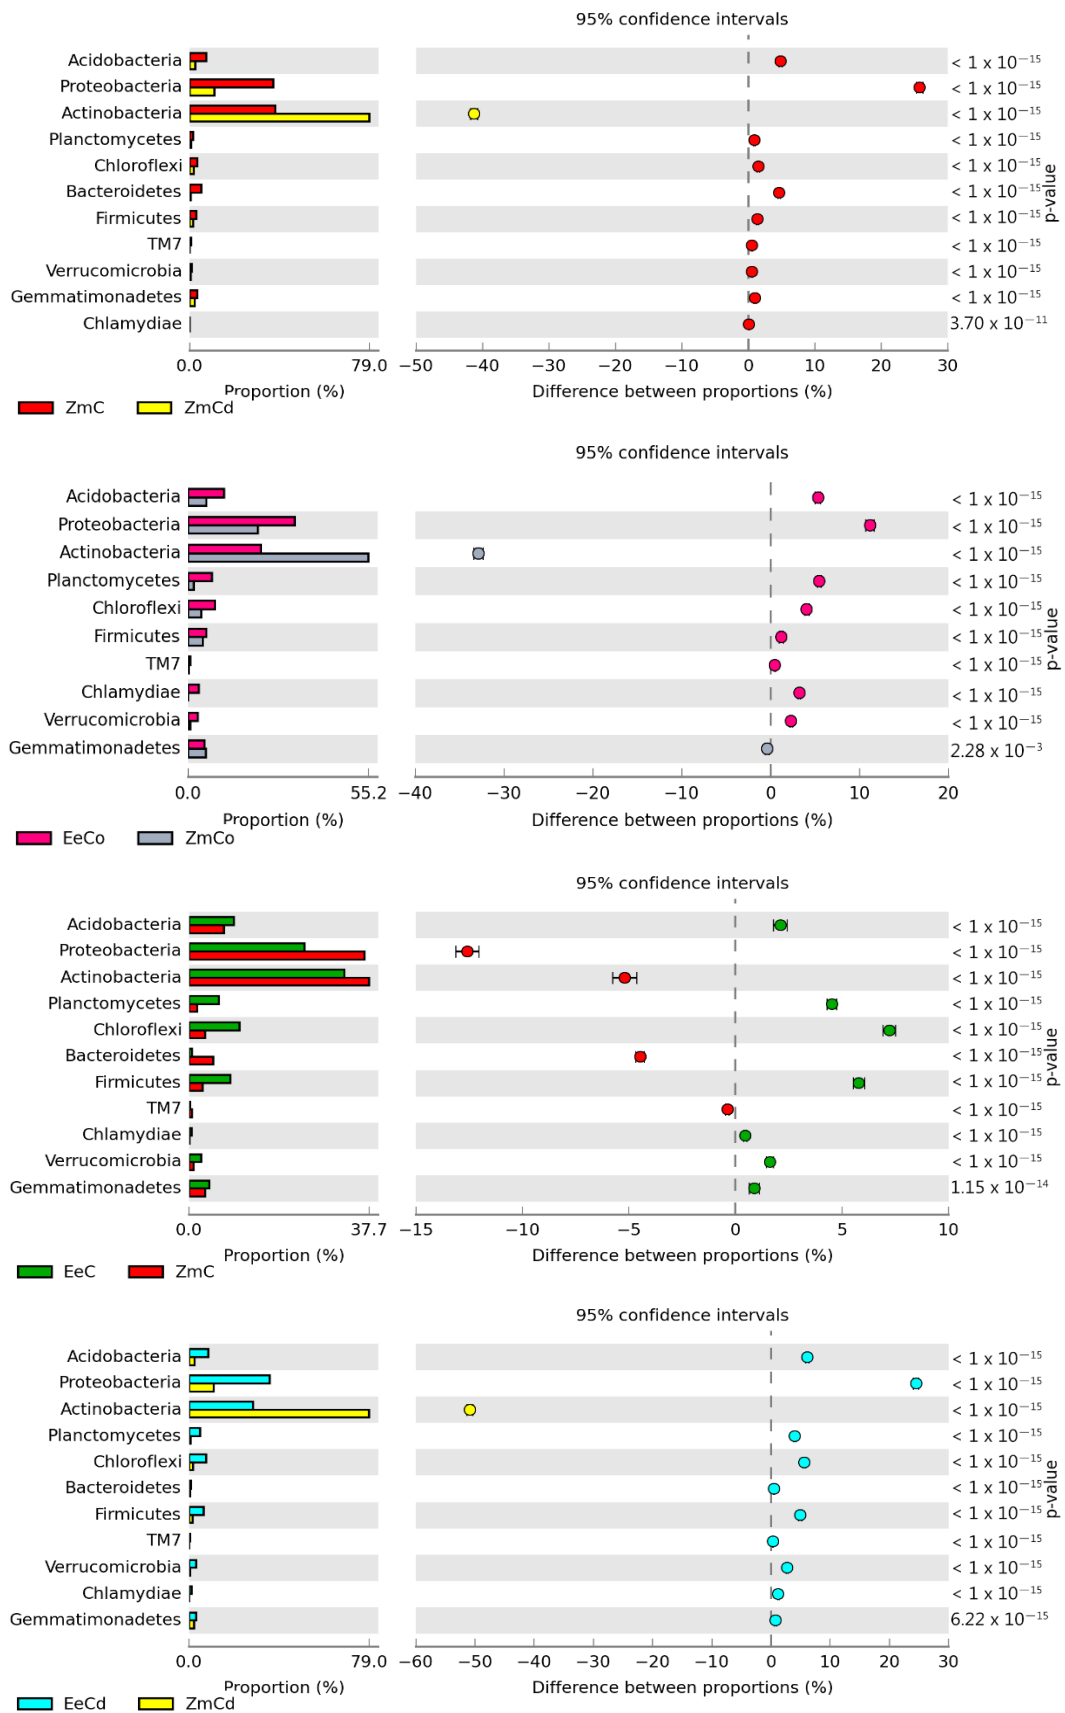 95% confidence intervals
Acidobacteria < 1 x 10⁻¹⁵
Proteobacteria < 1 x 10⁻¹⁵
Actinobacteria < 1 x 10⁻¹⁵
Planctomycetes < 1 x 10⁻¹⁵
Chloroflexi < 1 x 10⁻¹⁵
Bacteroidetes < 1 x 10⁻¹⁵
Firmicutes < 1 x 10⁻¹⁵
TM7 < 1 x 10⁻¹⁵
Verrucomicrobia < 1 x 10⁻¹⁵
Gemmatimonadetes < 1 x 10⁻¹⁵
Chlamydiae 3.70 x 10⁻¹¹
p-value
0.0 79.0 −50 −40 −30 −20 −10 0 10 20 30
Proportion (%) Difference between proportions (%)
ZmC ZmCd
95% confidence intervals
Acidobacteria < 1 x 10⁻¹⁵
Proteobacteria < 1 x 10⁻¹⁵
Actinobacteria < 1 x 10⁻¹⁵
Planctomycetes < 1 x 10⁻¹⁵
Chloroflexi < 1 x 10⁻¹⁵
Firmicutes < 1 x 10⁻¹⁵
TM7 < 1 x 10⁻¹⁵
Chlamydiae < 1 x 10⁻¹⁵
Verrucomicrobia < 1 x 10⁻¹⁵
Gemmatimonadetes 2.28 x 10⁻³
p-value
0.0 55.2 −40 −30 −20 −10 0 10 20
Proportion (%) Difference between proportions (%)
EeCo ZmCo
95% confidence intervals
Acidobacteria < 1 x 10⁻¹⁵
Proteobacteria < 1 x 10⁻¹⁵
Actinobacteria < 1 x 10⁻¹⁵
Planctomycetes < 1 x 10⁻¹⁵
Chloroflexi < 1 x 10⁻¹⁵
Bacteroidetes < 1 x 10⁻¹⁵
Firmicutes < 1 x 10⁻¹⁵
TM7 < 1 x 10⁻¹⁵
Chlamydiae < 1 x 10⁻¹⁵
Verrucomicrobia < 1 x 10⁻¹⁵
Gemmatimonadetes 1.15 x 10⁻¹⁴
p-value
0.0 37.7 −15 −10 −5 0 5 10
Proportion (%) Difference between proportions (%)
EeC ZmC
95% confidence intervals
Acidobacteria < 1 x 10⁻¹⁵
Proteobacteria < 1 x 10⁻¹⁵
Actinobacteria < 1 x 10⁻¹⁵
Planctomycetes < 1 x 10⁻¹⁵
Chloroflexi < 1 x 10⁻¹⁵
Bacteroidetes < 1 x 10⁻¹⁵
Firmicutes < 1 x 10⁻¹⁵
TM7 < 1 x 10⁻¹⁵
Verrucomicrobia < 1 x 10⁻¹⁵
Chlamydiae < 1 x 10⁻¹⁵
Gemmatimonadetes 6.22 x 10⁻¹⁵
p-value
0.0 79.0 −60 −50 −40 −30 −20 −10 0 10 20 30
Proportion (%) Difference between proportions (%)
EeCd ZmCd